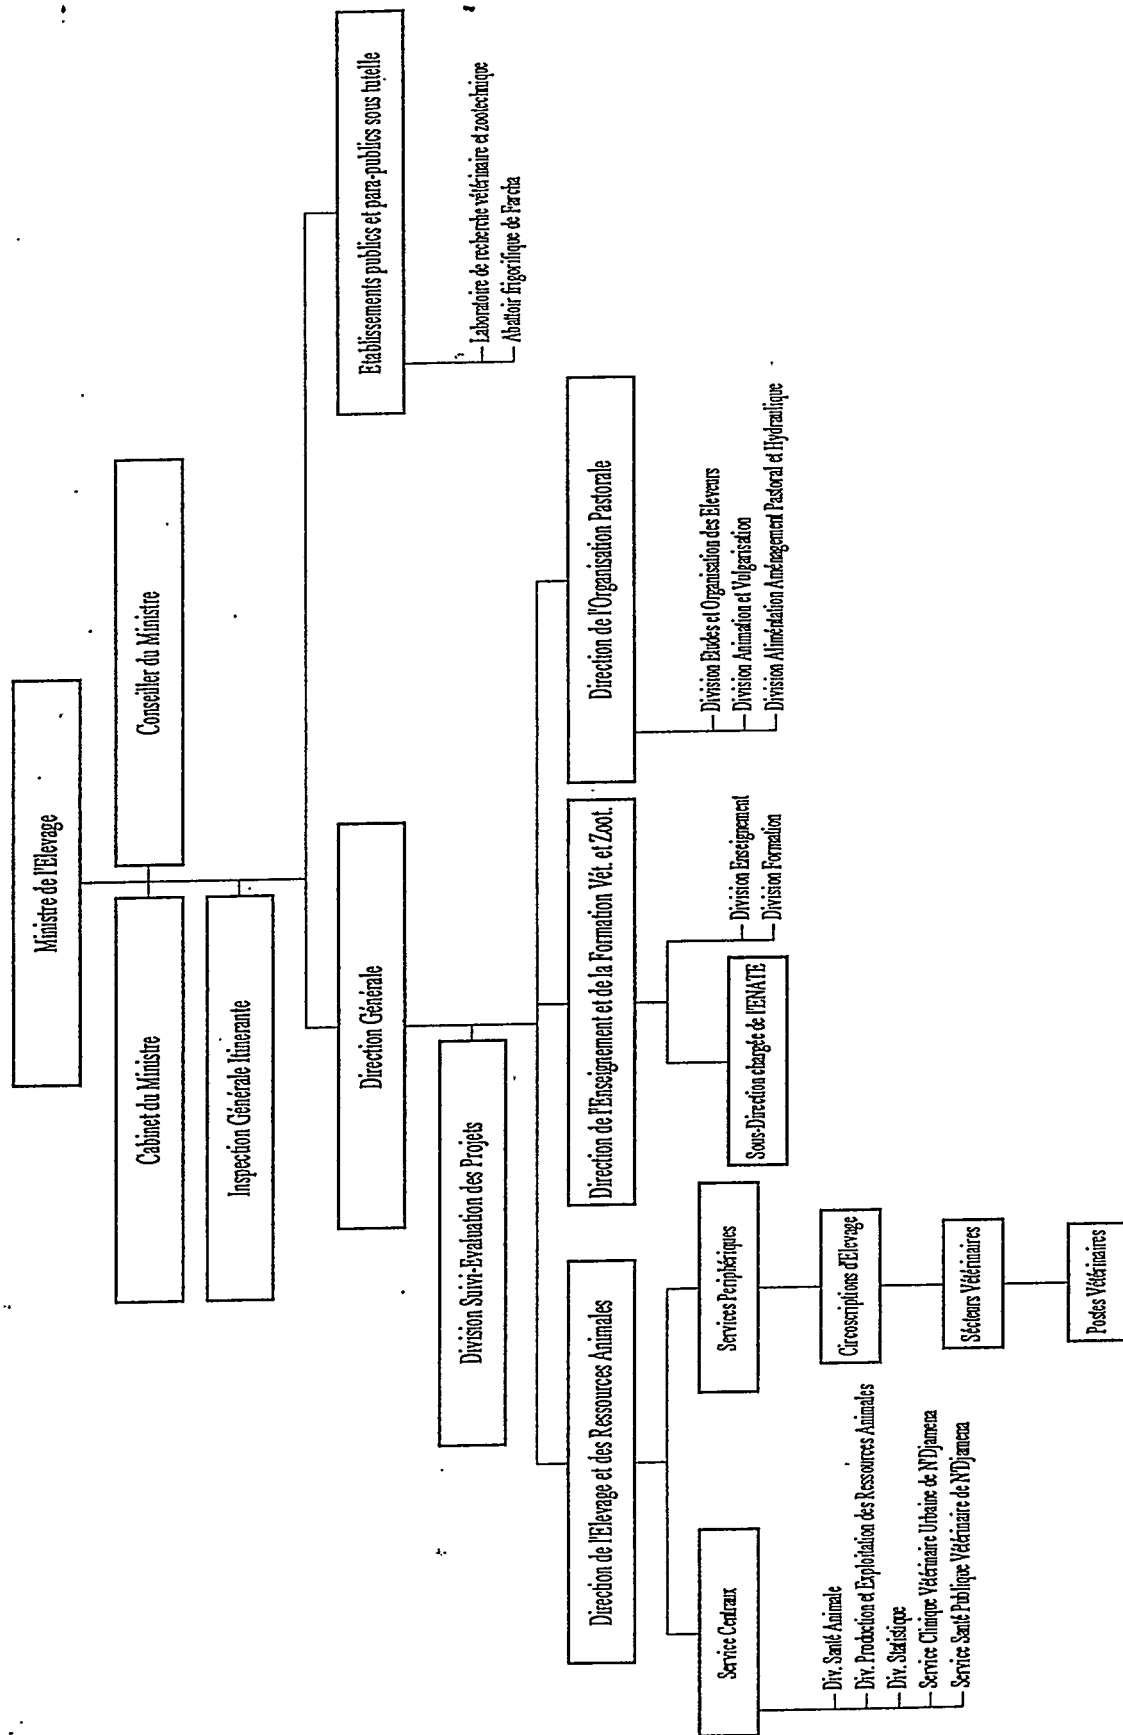 Ministre de l'Elevage
Cabinet du Ministre
Conseiller du Ministre
Inspection Générale Itinerante
Direction Générale
Etablissements publics et para-publics sous tutelle
Laboratoire de recherche vétérinaire et zootechnique
Abattoir frigorifique de Farcha
Division Suivi-Evaluation des Projets
Direction de l'Elevage et des Ressources Animales
Direction de l'Enseignement et de la Formation Vét. et Zoot.
Direction de l'Organisation Pastorale
Service Centraux
Services Periphériques
Sous-Direction chargée de l'ENATE
Division Enseignement
Division Formation
Division Etudes et Organisation des Eleveurs
Division Animation et Vulgarisation
Division Aliméntation Aménagement Pastoral et Hydraulique
Div. Santé Animale
Div. Production et Exploitation des Ressources Animales
Div. Statistique
Service Clinique Vétérinaire Urbaine de N'Djamena
Service Santé Publique Vétérinaire de N'Djamena
Circoscriptions d'Elevage
Sécteurs Vétérinaires
Postes Vétérinaires